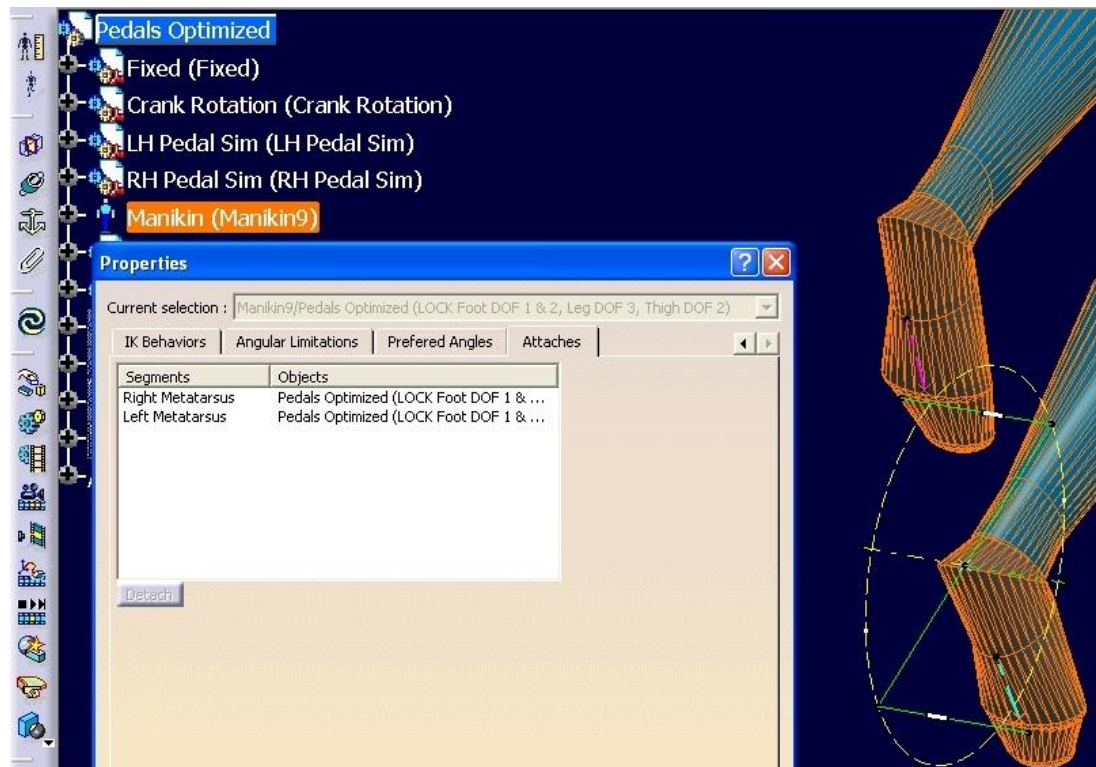 Pedals Optimized
Fixed (Fixed)
Crank Rotation (Crank Rotation)
LH Pedal Sim (LH Pedal Sim)
RH Pedal Sim (RH Pedal Sim)
Manikin (Manikin9)
Properties
Current selection : Manikin9/Pedals Optimized (LOCK Foot DOF 1 & 2, Leg DOF 3, Thigh DOF 2)
IK Behaviors Angular Limitations Prefered Angles Attaches
Segments Objects
Right Metatarsus Pedals Optimized (LOCK Foot DOF 1 & ...
Left Metatarsus Pedals Optimized (LOCK Foot DOF 1 & ...
Detach